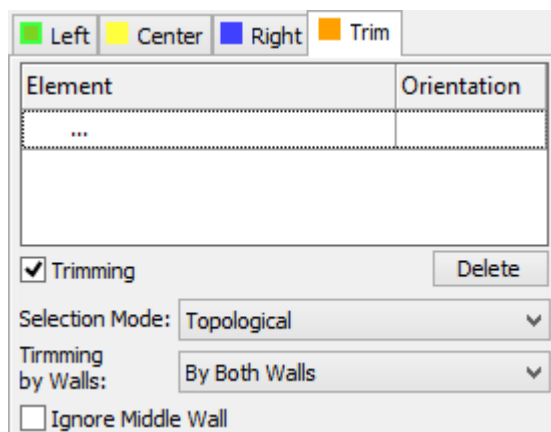 Left Center Right Trim
Element Orientation
...
Trimming Delete
Selection Mode: Topological
Tirmming
by Walls: By Both Walls
Ignore Middle Wall